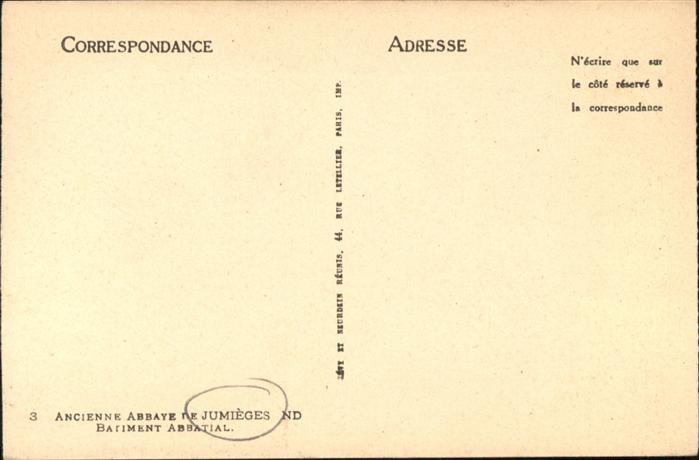 CORRESPONDANCE
ADRESSE
N'écrire que sur
le côté réservé à
la correspondance
LÉVY ET NEURDEIN RÉUNIS, 44, RUE LETELLIER, PARIS, IMP.
3 ANCIENNE ABBAYE DE JUMIÈGES ND
BATIMENT ABBATIAL.